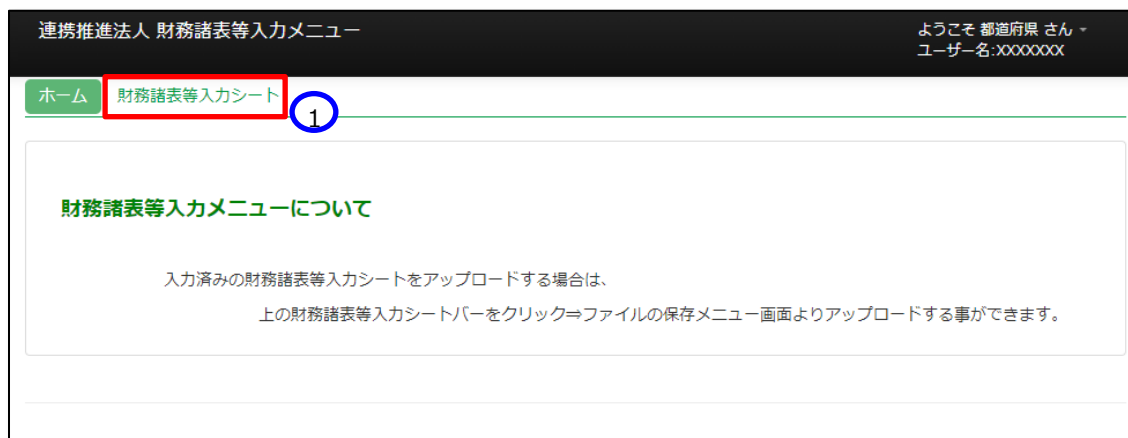 連携推進法人 財務諸表等入力メニュー
ようこそ 都道府県 さん
ユーザー名:XXXXXXX
ホーム 財務諸表等入力シート
1
財務諸表等入力メニューについて
入力済みの財務諸表等入力シートをアップロードする場合は、
上の財務諸表等入力シートバーをクリック⇒ファイルの保存メニュー画面よりアップロードする事ができます。